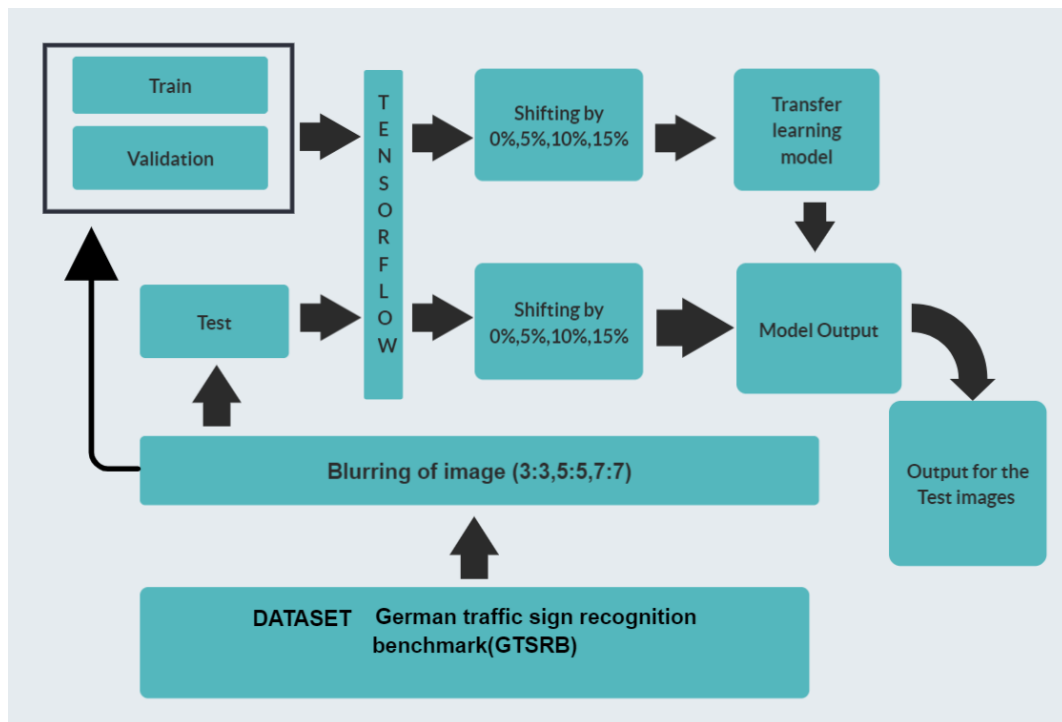 Train
Validation
TENSORFLOW
Shifting by
0%,5%,10%,15%
Transfer
learning
model
Test
Shifting by
0%,5%,10%,15%
Model Output
Blurring of image (3:3,5:5,7:7)
Output for the
Test images
DATASET German traffic sign recognition
benchmark(GTSRB)